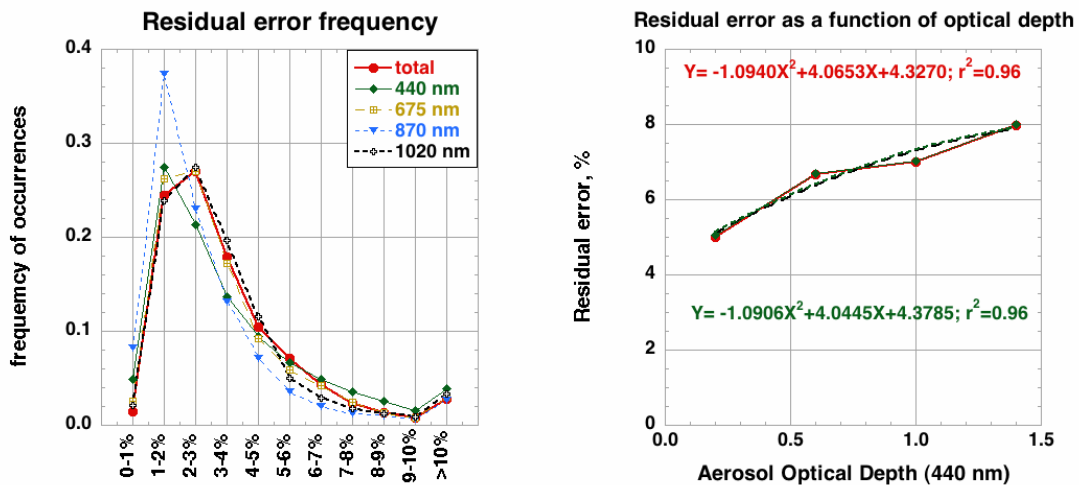 Residual error frequency
frequency of occurrences
0.4
0.3
0.2
0.1
0.0
total
440 nm
675 nm
870 nm
1020 nm
0-1%
1-2%
2-3%
3-4%
4-5%
5-6%
6-7%
7-8%
8-9%
9-10%
>10%
Residual error as a function of optical depth
Residual error, %
10
8
6
4
2
0
Y= -1.0940X²+4.0653X+4.3270; r²=0.96
Y= -1.0906X²+4.0445X+4.3785; r²=0.96
0.0
0.5
1.0
1.5
Aerosol Optical Depth (440 nm)